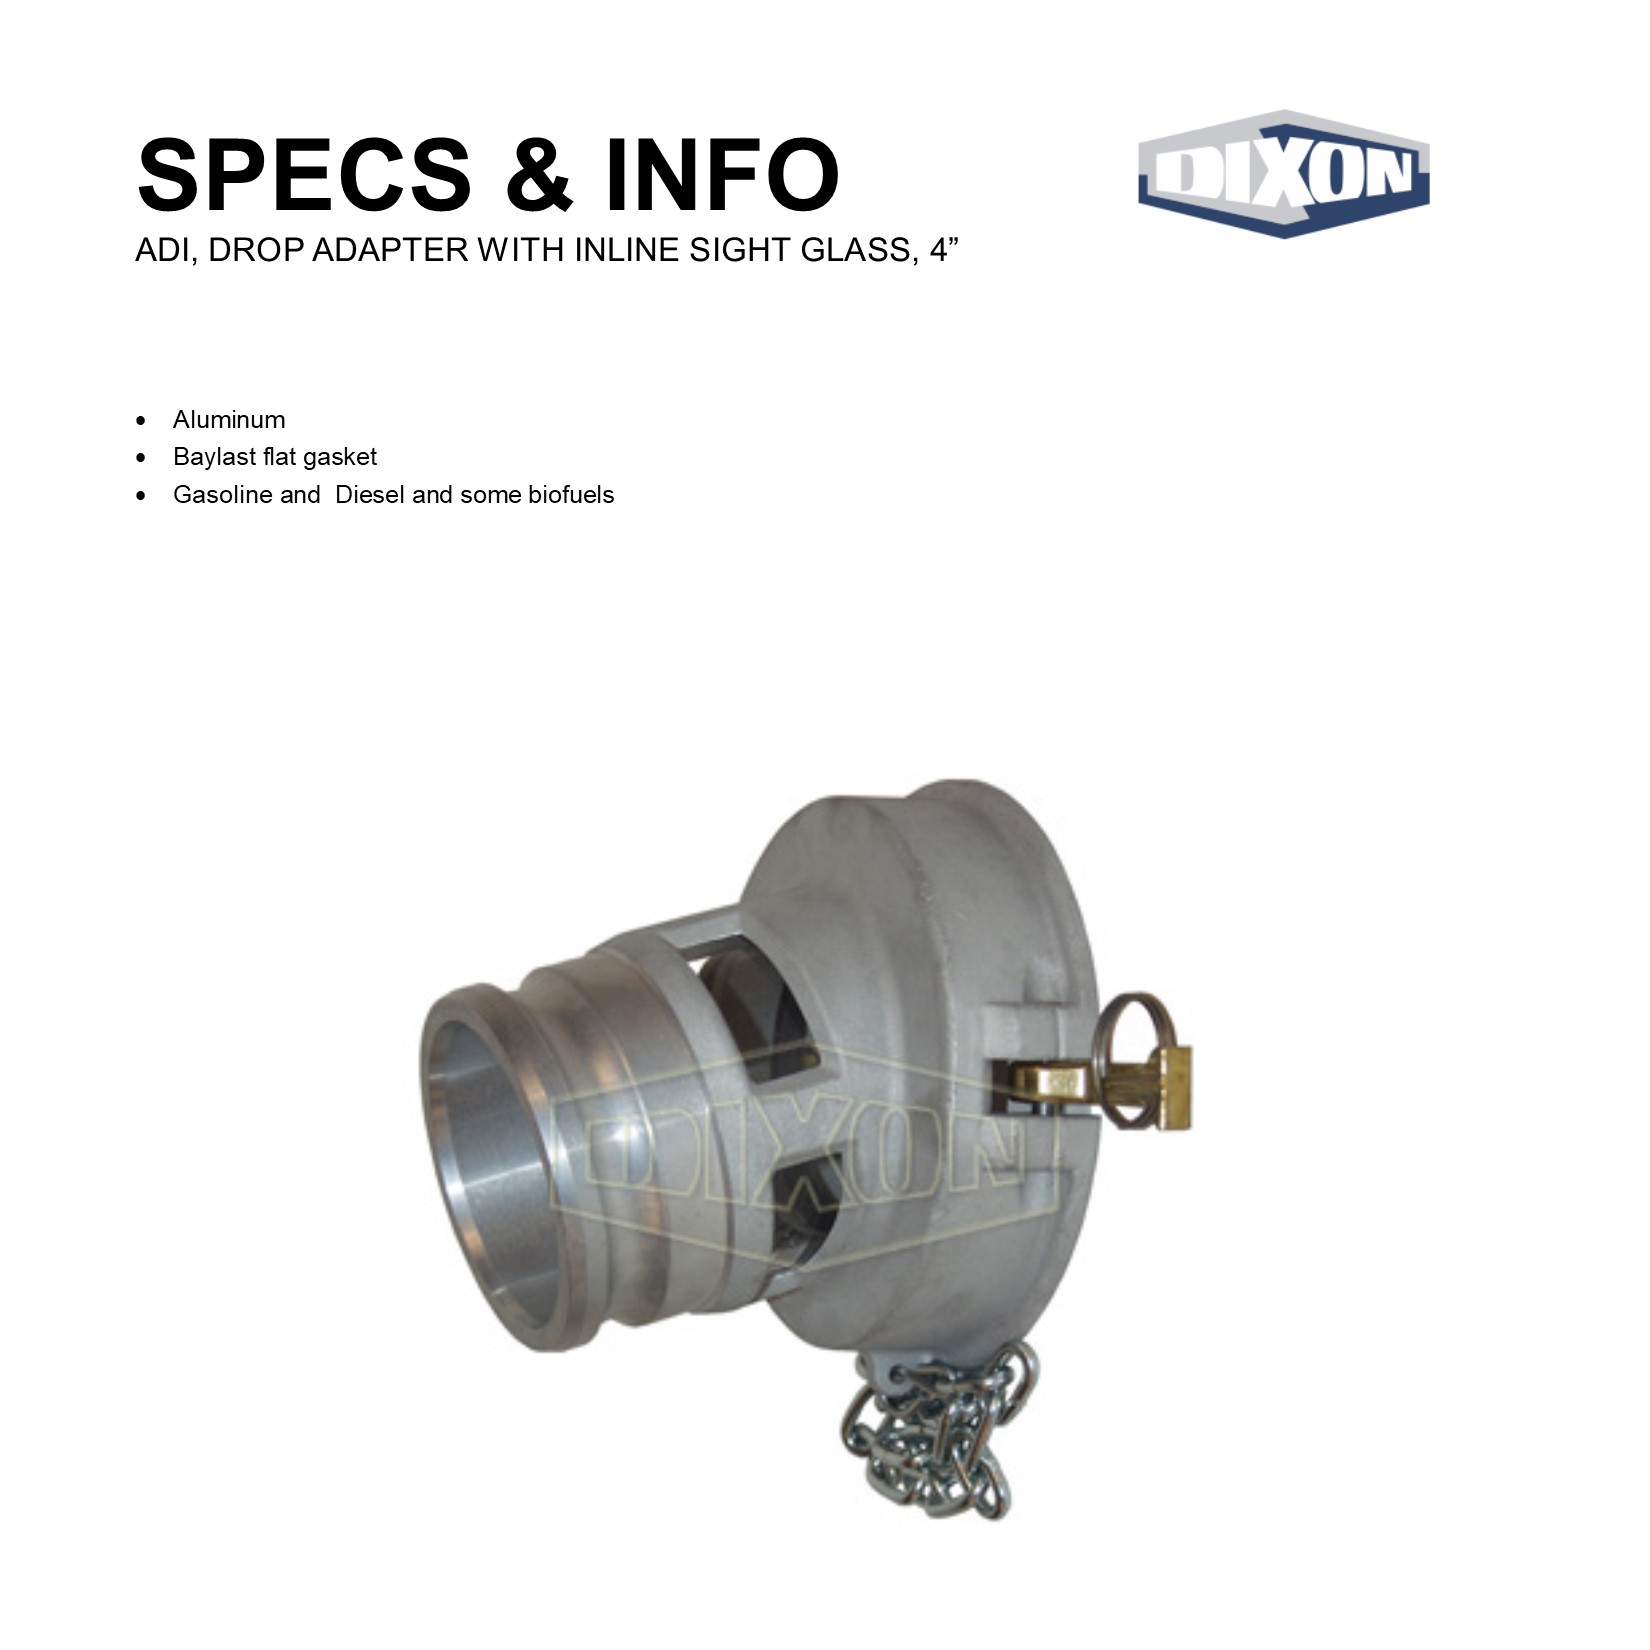 SPECS & INFO
DIXON
ADI, DROP ADAPTER WITH INLINE SIGHT GLASS, 4”
• Aluminum
• Baylast flat gasket
• Gasoline and  Diesel and some biofuels
DIXON